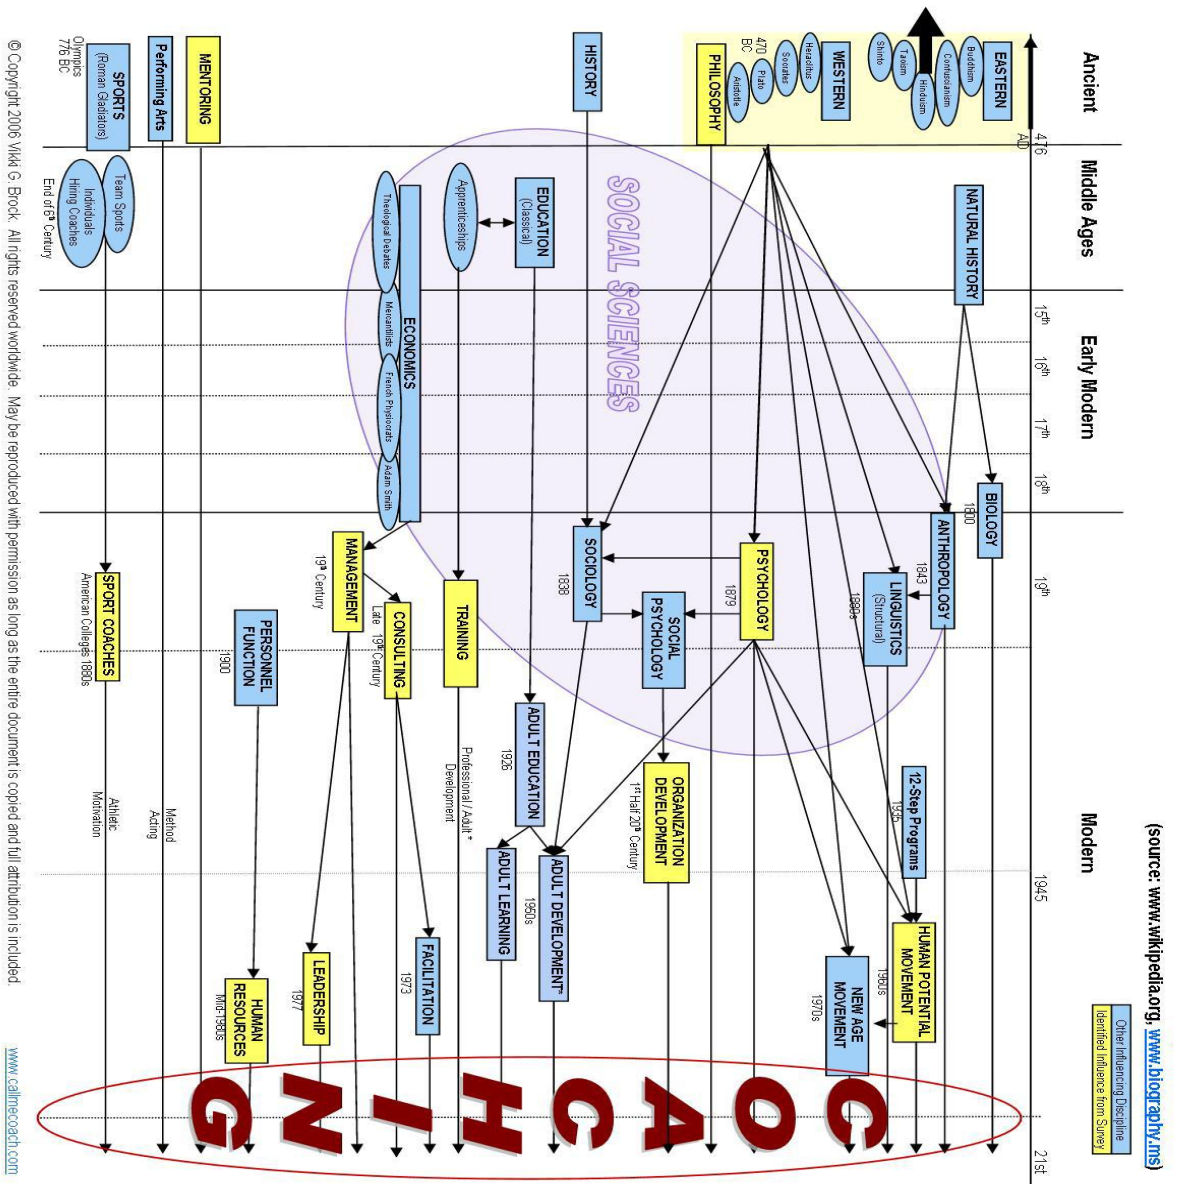 (source: www.wikipedia.org, www.biography.ms)
Other Influencing Discipline
Identified Influence from Survey
Ancient
Middle Ages
Early Modern
Modern
476
AD
15th
16th
17th
18th
19th
1945
21st
EASTERN
Buddhism
Confuscianism
Hinduism
Taoism
Shinto
WESTERN
Heraclitus
Socrates
Plato
Aristotle
470
BC
PHILOSOPHY
NATURAL HISTORY
BIOLOGY
1800
ANTHROPOLOGY
1843
LINGUISTICS
(Structural)
1890s
12-Step Programs
1935
HUMAN POTENTIAL
MOVEMENT
1960s
NEW AGE
MOVEMENT
1970s
PSYCHOLOGY
1879
SOCIAL
PSYCHOLOGY
ORGANIZATION
DEVELOPMENT
1st Half 20th Century
SOCIAL SCIENCES
HISTORY
SOCIOLOGY
1838
EDUCATION
(Classical)
ADULT EDUCATION
1926
ADULT DEVELOPMENT*
1950s
ADULT LEARNING
Apprenticeships
TRAINING
Professional / Adult *
Development
ECONOMICS
Theological Debates
Mercantilists
French Physiocrats
Adam Smith
MANAGEMENT
19th Century
CONSULTING
Late 19th Century
FACILITATION
1973
LEADERSHIP
1977
PERSONNEL
FUNCTION
1900
HUMAN
RESOURCES
Mid-1980s
MENTORING
Performing Arts
Method
Acting
SPORTS
(Roman Gladiators)
Olympics
776 BC
Team Sports
Individuals
Hiring Coaches
End of 6th Century
SPORT COACHES
American Colleges 1880s
Athletic
Motivation
COACHING
© Copyright 2006 Vikki G. Brock. All rights reserved worldwide. May be reproduced with permission as long as the entire document is copied and full attribution is included.
www.callmecoach.com